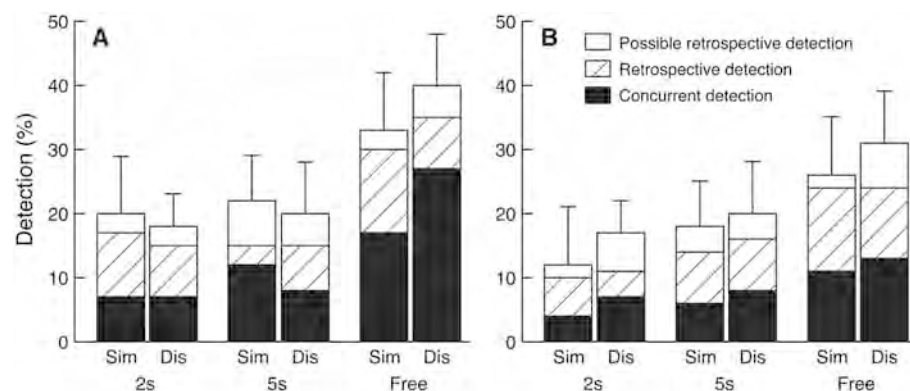 A
B
50
40
30
20
10
0
Detection (%)
Sim Dis Sim Dis Sim Dis
2s 5s Free
50
40
30
20
10
0
Possible retrospective detection
Retrospective detection
Concurrent detection
Sim Dis Sim Dis Sim Dis
2s 5s Free